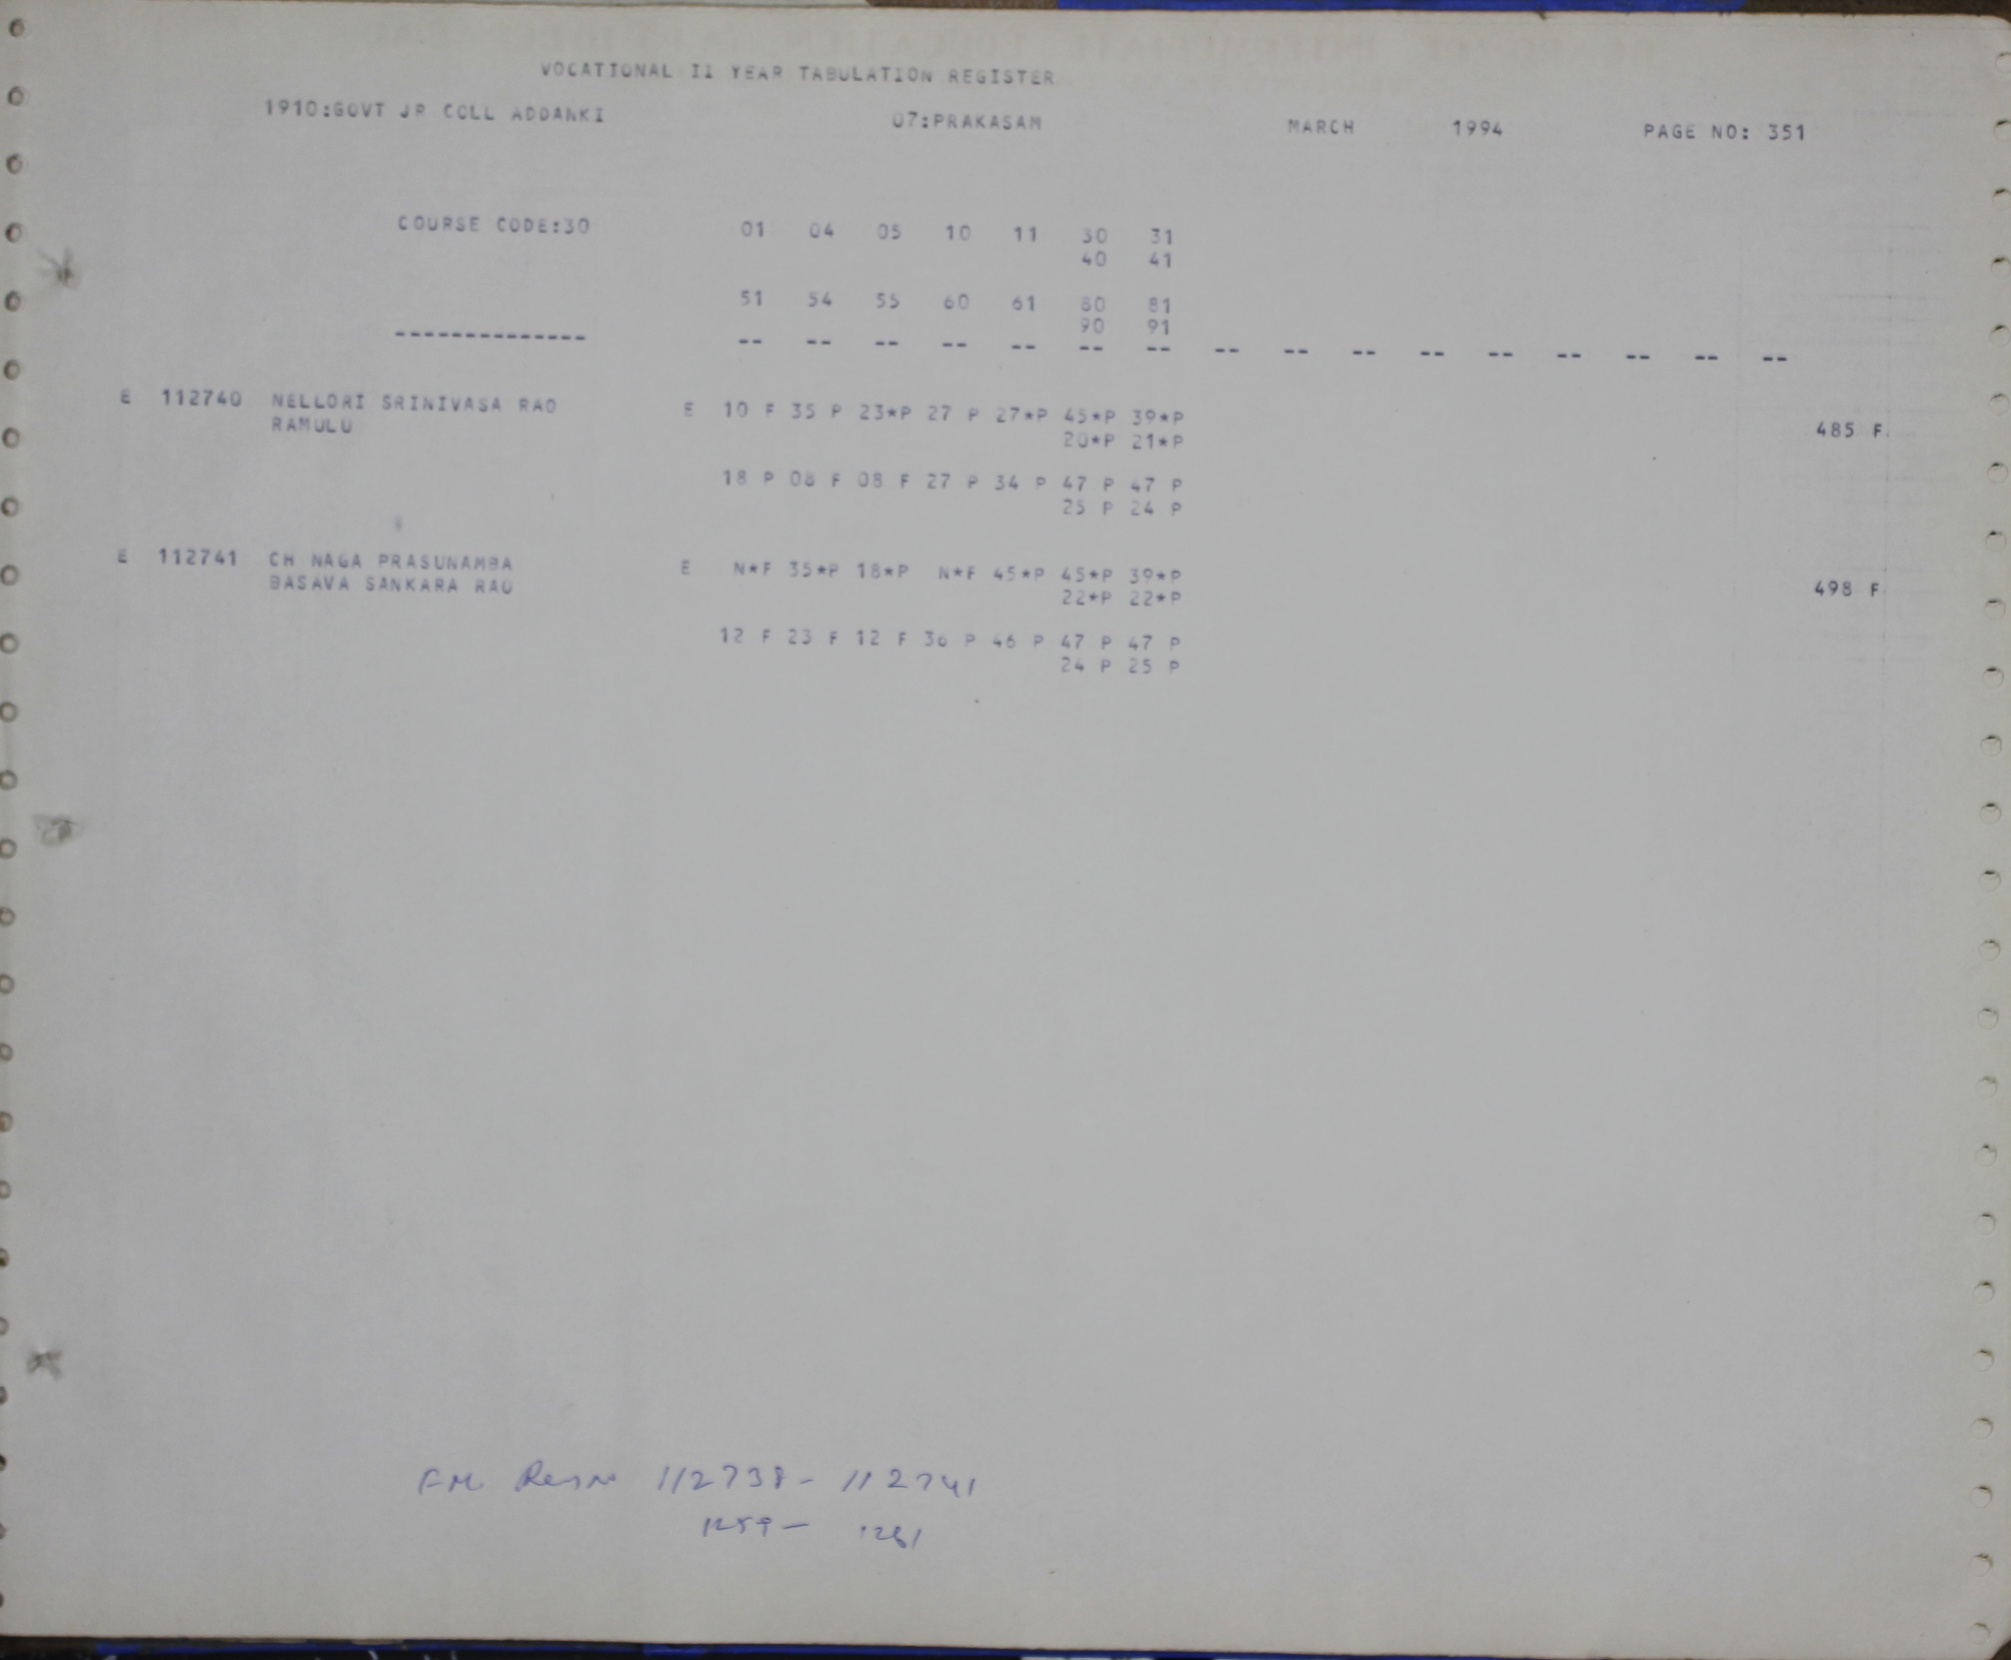 VOCATIONAL II YEAR TABULATION REGISTER
1910:GOVT JR COLL ADDANKI 07:PRAKASAM MARCH 1994 PAGE NO: 351
COURSE CODE:30 01 04 05 10 11 30 31
40 41
51 54 55 60 61 80 81
90 91
-------------- -- -- -- -- -- -- -- -- -- -- -- -- -- -- -- --
E 112740 NELLORI SRINIVASA RAO E 10 F 35 P 23*P 27 P 27*P 45*P 39*P
RAMULU 20*P 21*P 485 F
18 P 08 F 08 F 27 P 34 P 47 P 47 P
25 P 24 P
E 112741 CH NAGA PRASUNAMBA E N*F 35*P 18*P N*F 45*P 45*P 39*P
BASAVA SANKARA RAO 22*P 22*P 498 F
12 F 23 F 12 F 36 P 46 P 47 P 47 P
24 P 25 P
112738 - 112741